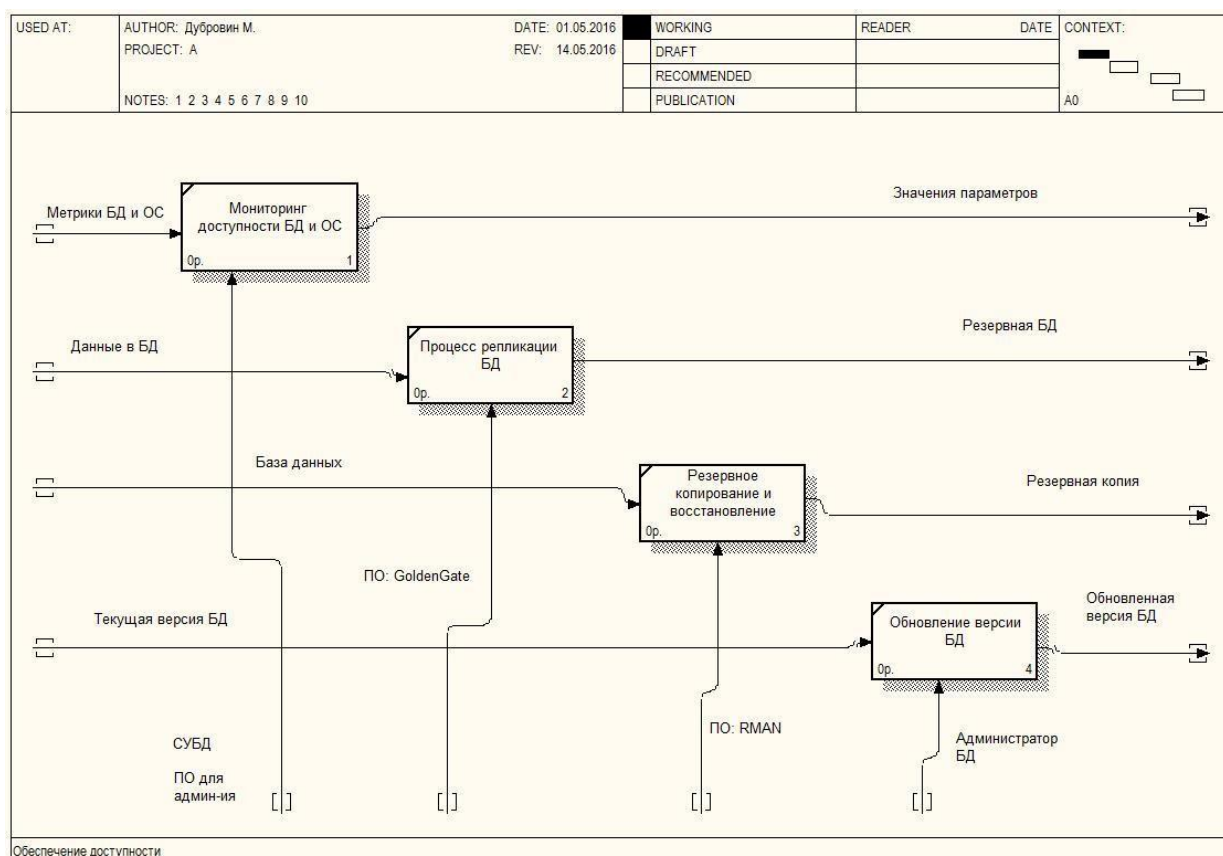 USED AT:
AUTHOR: Дубровин М.
DATE: 01.05.2016
WORKING
READER
DATE
CONTEXT:
PROJECT: A
REV: 14.05.2016
DRAFT
RECOMMENDED
NOTES: 1 2 3 4 5 6 7 8 9 10
PUBLICATION
A0
Метрики БД и ОС
Мониторинг
доступности БД и ОС
0р.
1
Значения параметров
Данные в БД
Процесс репликации
БД
0р.
2
Резервная БД
База данных
Резервное
копирование и
восстановление
0р.
3
Резервная копия
ПО: GoldenGate
Текущая версия БД
Обновление версии
БД
0р.
4
Обновленная
версия БД
СУБД
ПО для
админ-ия
ПО: RMAN
Администратор
БД
Обеспечение доступности